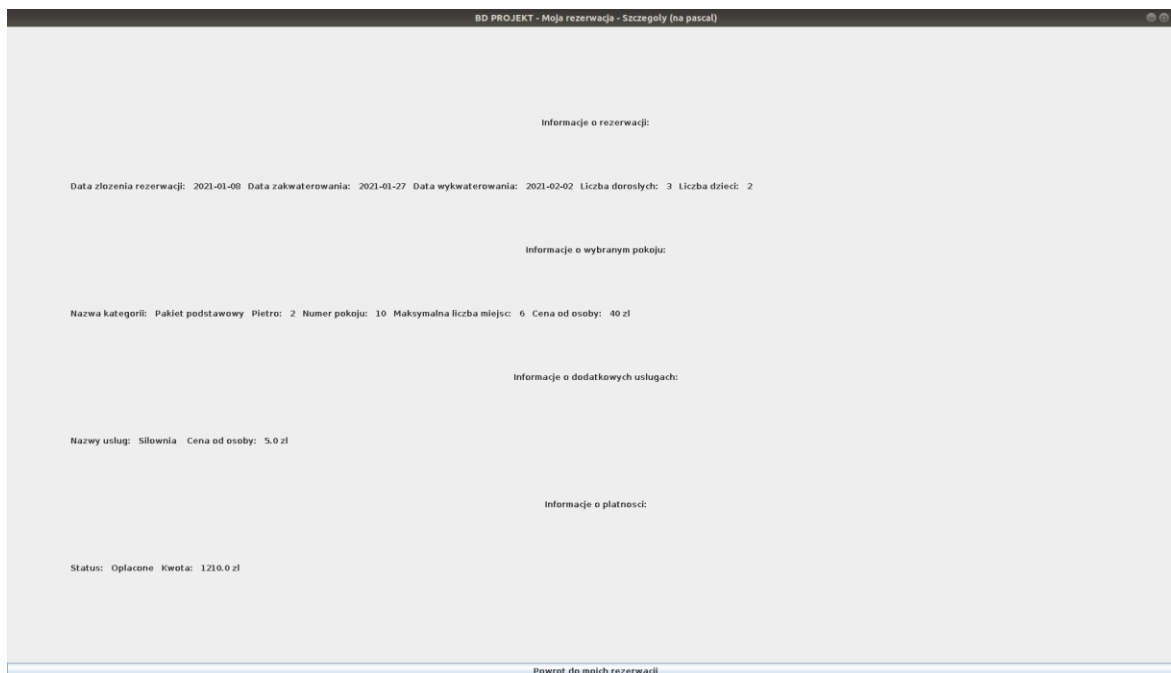 BD PROJEKT - Moja rezerwacja - Szczegoly (na pascal)
Informacje o rezerwacji:
Data zlozenia rezerwacji: 2021-01-08 Data zakwaterowania: 2021-01-27 Data wykwaterowania: 2021-02-02 Liczba doroslych: 3 Liczba dzieci: 2
Informacje o wybranym pokoju:
Nazwa kategorii: Pakiet podstawowy Pietro: 2 Numer pokoju: 10 Maksymalna liczba miejsc: 6 Cena od osoby: 40 zl
Informacje o dodatkowych uslugach:
Nazwy uslug: Silownia Cena od osoby: 5.0 zl
Informacje o platnosci:
Status: Oplacone Kwota: 1210.0 zl
Powrot do moich rezerwacji